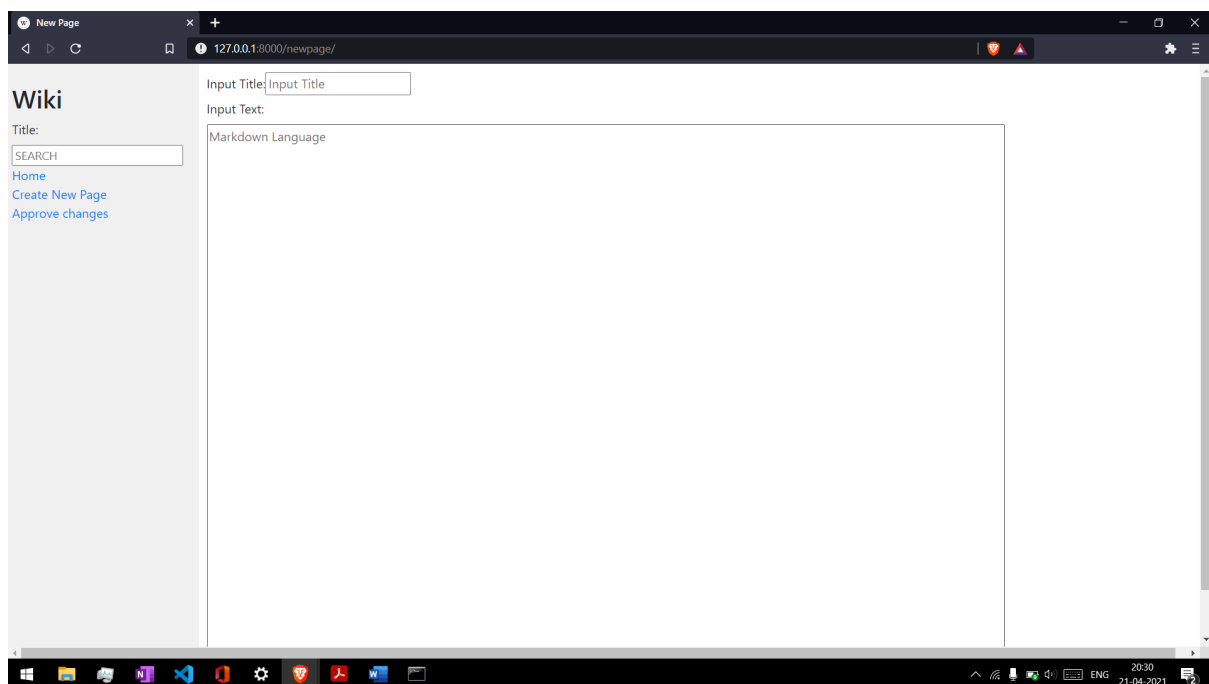 New Page
127.0.0.1:8000/newpage/
Wiki
Title:
SEARCH
Home
Create New Page
Approve changes
Input Title: Input Title
Input Text:
Markdown Language
ENG
20:30
21-04-2021
2